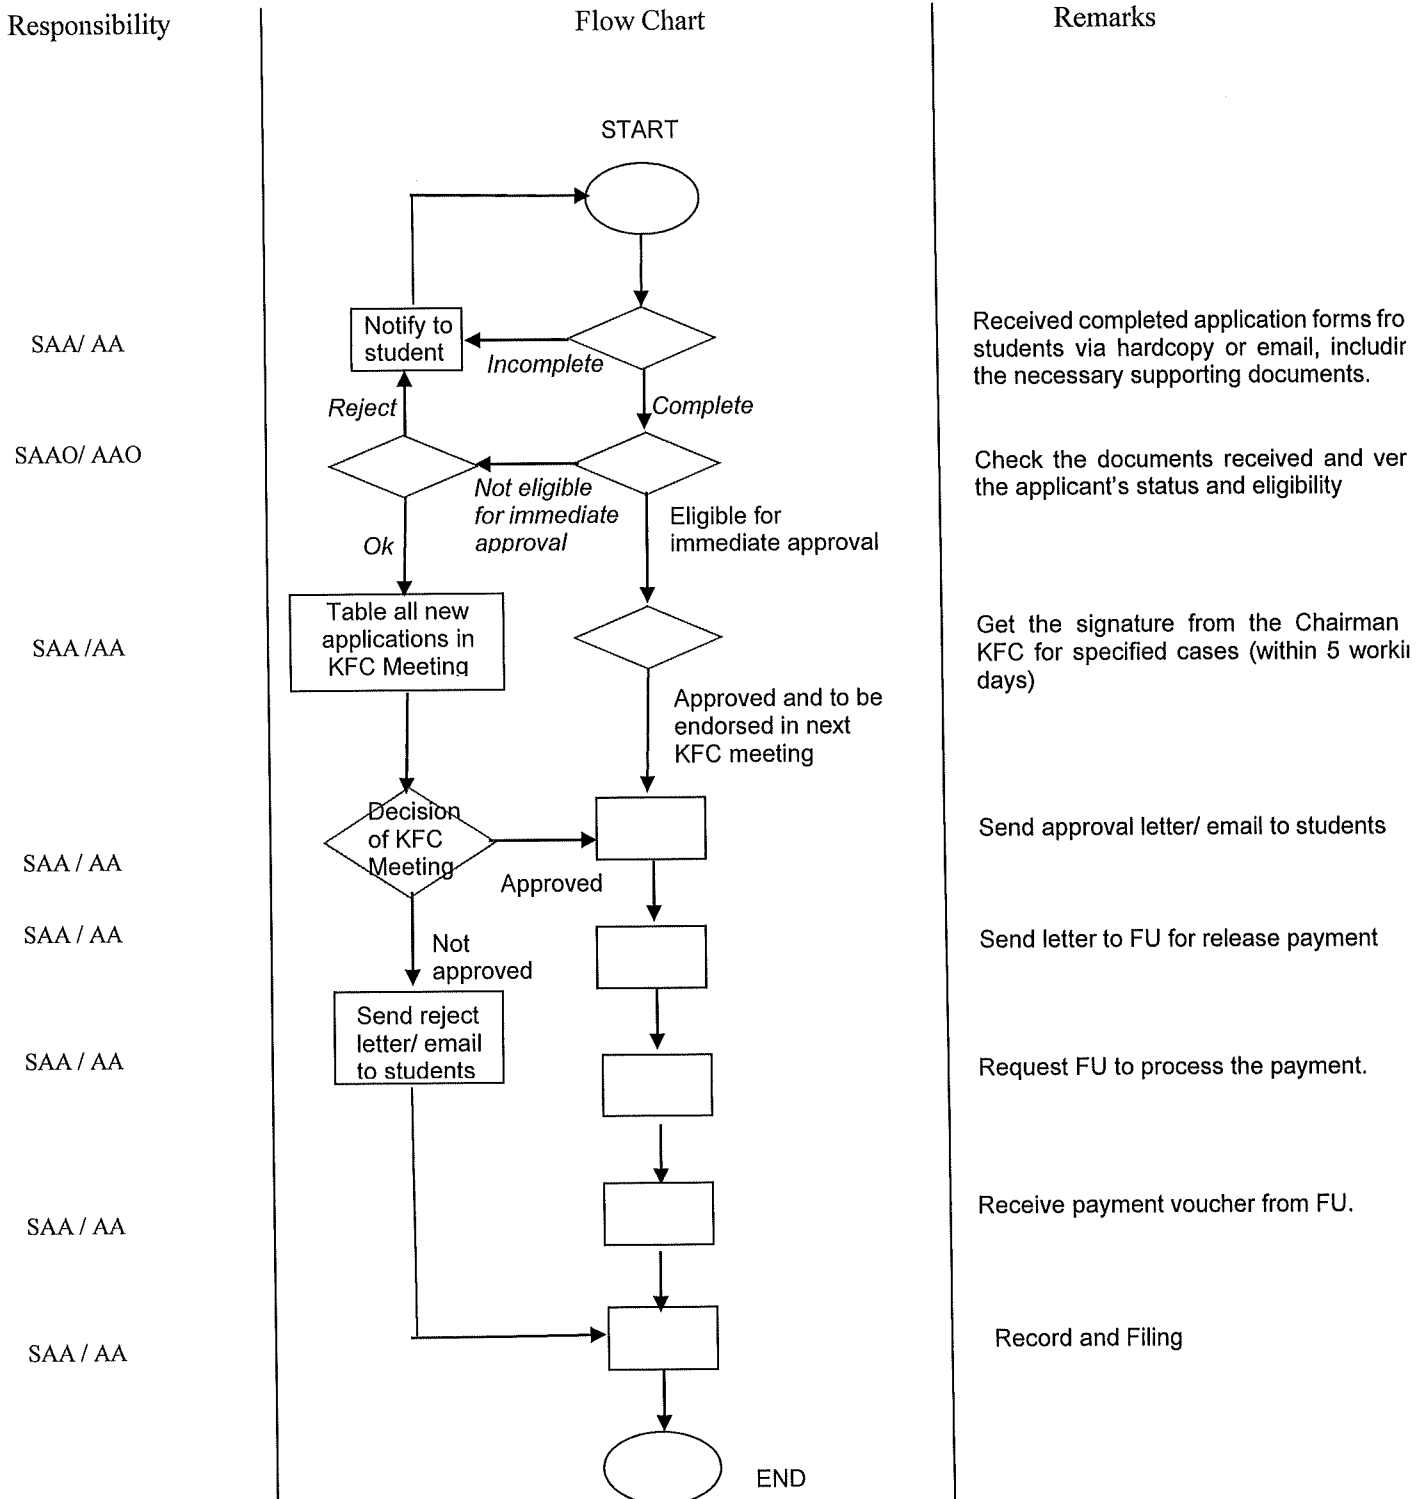 Responsibility
Flow Chart
Remarks
START
SAA/ AA
Notify to
student
Incomplete
Received completed application forms fro
students via hardcopy or email, includir
the necessary supporting documents.
Reject
Complete
SAAO/ AAO
Check the documents received and ver
the applicant's status and eligibility
Not eligible
for immediate
approval
Eligible for
immediate approval
Ok
SAA /AA
Table all new
applications in
KFC Meeting
Get the signature from the Chairman
KFC for specified cases (within 5 workii
days)
Approved and to be
endorsed in next
KFC meeting
SAA / AA
Decision
of KFC
Meeting
Approved
Send approval letter/ email to students
SAA / AA
Not
approved
Send letter to FU for release payment
SAA / AA
Send reject
letter/ email
to students
Request FU to process the payment.
SAA / AA
Receive payment voucher from FU.
SAA / AA
Record and Filing
END